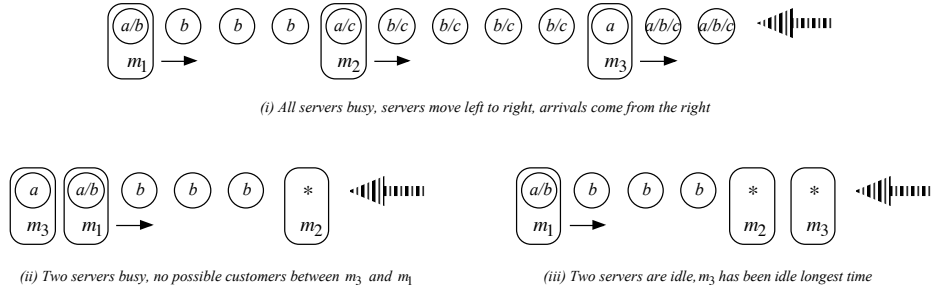 a/b b b b a/c b/c b/c b/c b/c a a/b/c a/b/c
m1 m2 m3
(i) All servers busy, servers move left to right, arrivals come from the right
a a/b b b b * a/b b b b * *
m3 m1 m2 m1 m2 m3
(ii) Two servers busy, no possible customers between m3 and m1
(iii) Two servers are idle, m3 has been idle longest time